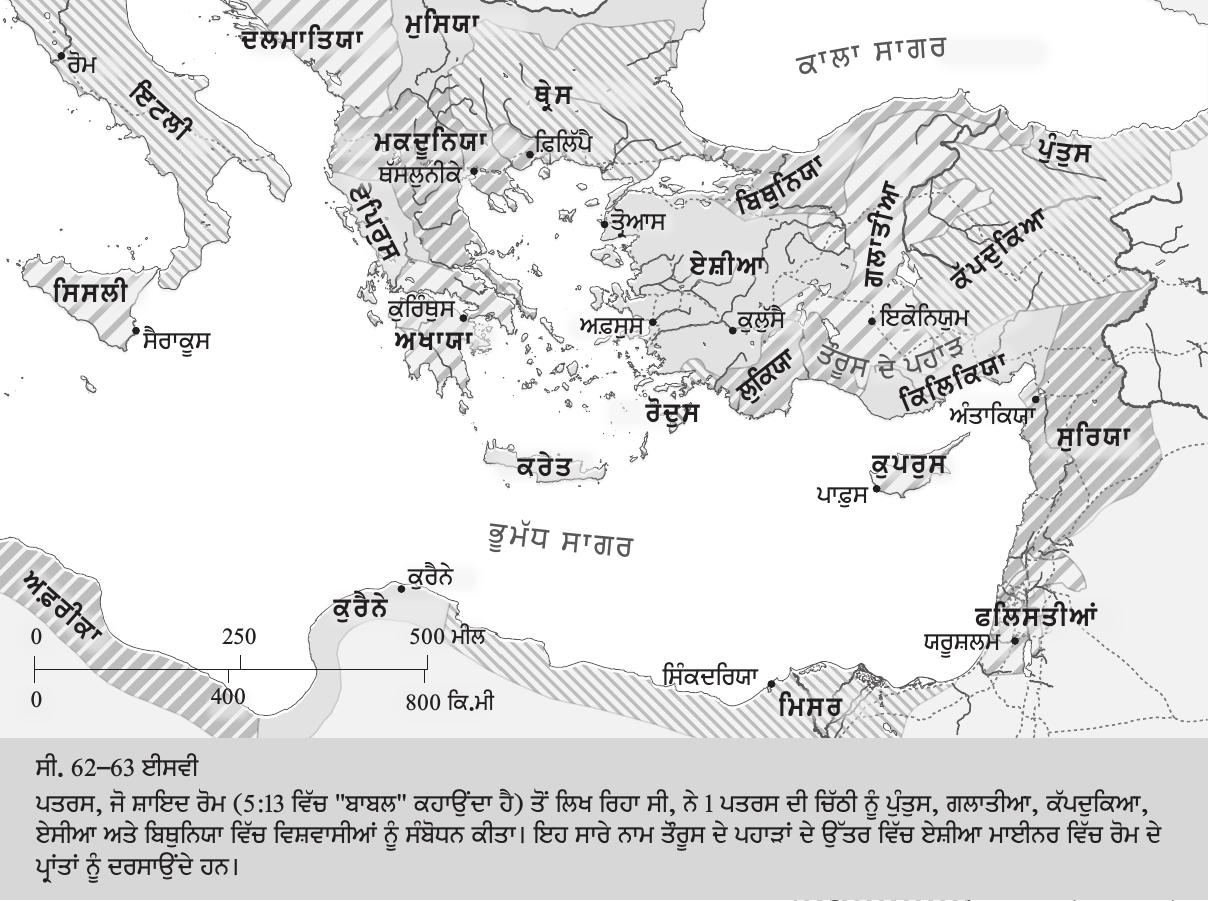 ਦਲਮਾਤਿਯਾ
ਮੁਸਿਯਾ
ਕਾਲਾ ਸਾਗਰ
ਰੋਮ
ਇਟਲੀ
ਥ੍ਰੇਸ
ਮਕਦੂਨਿਯਾ
ਫ਼ਿਲਿੱਪੈ
ਪੁੰਤੁਸ
ਥੱਸਲੁਨੀਕੇ
ਬਿਥੁਨਿਯਾ
ਏਪਿਰੁਸ
ਤ੍ਰੋਆਸ
ਗਲਾਤੀਆ
ਕੱਪਦੁਕਿਆ
ਏਸ਼ੀਆ
ਸਿਸਲੀ
ਕੁਰਿੰਥੁਸ
ਅਫ਼ਸੁਸ
ਕੁਲੁੱਸੈ
ਇਕੋਨਿਯੁਮ
ਸੈਰਾਕੂਸ
ਅਖਾਯਾ
ਤੌਰੂਸ ਦੇ ਪਹਾੜ
ਲੁਕਿਯਾ
ਕਿਲਿਕਿਯਾ
ਰੋਦੁਸ
ਅੰਤਾਕਿਯਾ
ਸੁਰਿਯਾ
ਕਰੇਤ
ਕੁਪਰੁਸ
ਪਾਫ਼ੁਸ
ਭੂਮੱਧ ਸਾਗਰ
ਅਫ਼ਰੀਕਾ
ਕੁਰੈਨੇ
ਕੁਰੈਨੇ
ਫਲਿਸਤੀਆਂ
ਯਰੂਸ਼ਲਮ
0 250 500 ਮੀਲ
0 400 800 ਕਿ.ਮੀ
ਸਿੰਕਦਰਿਯਾ
ਮਿਸਰ
ਸੀ. 62–63 ਈਸਵੀ
ਪਤਰਸ, ਜੋ ਸ਼ਾਇਦ ਰੋਮ (5:13 ਵਿੱਚ "ਬਾਬਲ" ਕਹਾਉਂਦਾ ਹੈ) ਤੋਂ ਲਿਖ ਰਿਹਾ ਸੀ, ਨੇ 1 ਪਤਰਸ ਦੀ ਚਿੱਠੀ ਨੂੰ ਪੁੰਤੁਸ, ਗਲਾਤੀਆ, ਕੱਪਦੁਕਿਆ,
ਏਸੀਆ ਅਤੇ ਬਿਥੁਨਿਯਾ ਵਿੱਚ ਵਿਸ਼ਵਾਸੀਆਂ ਨੂੰ ਸੰਬੋਧਨ ਕੀਤਾ। ਇਹ ਸਾਰੇ ਨਾਮ ਤੌਰੂਸ ਦੇ ਪਹਾੜਾਂ ਦੇ ਉੱਤਰ ਵਿੱਚ ਏਸ਼ੀਆ ਮਾਈਨਰ ਵਿੱਚ ਰੋਮ ਦੇ
ਪ੍ਰਾਂਤਾਂ ਨੂੰ ਦਰਸਾਉਂਦੇ ਹਨ।